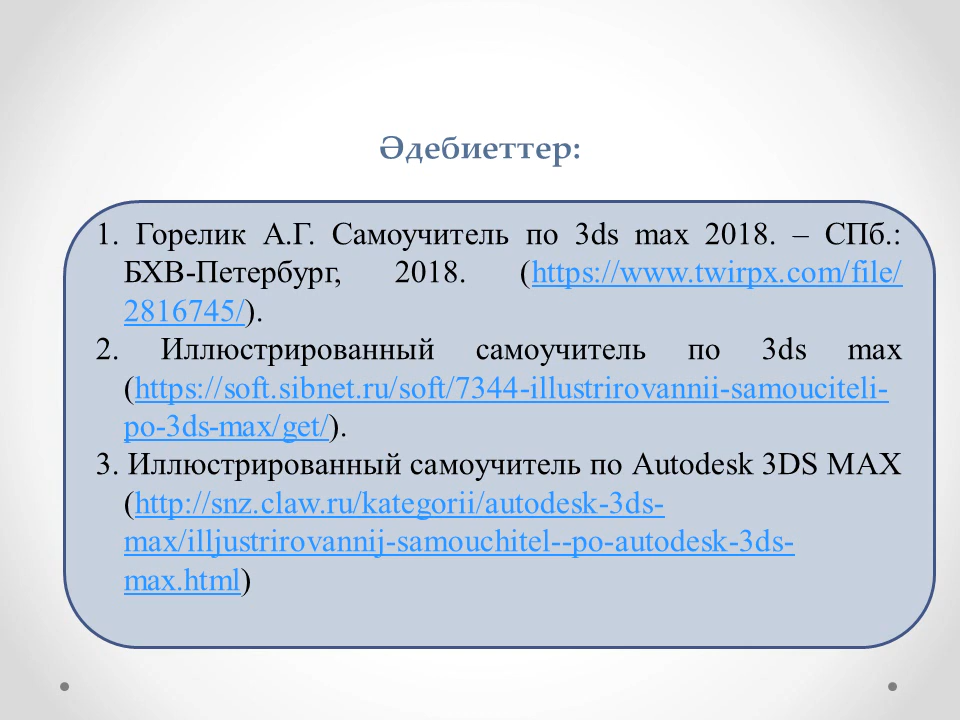 Әдебиеттер:
1. Горелик А.Г. Самоучитель по 3ds max 2018. – СПб.:
БХВ-Петербург, 2018. (https://www.twirpx.com/file/
2816745/).
2. Иллюстрированный самоучитель по 3ds max
(https://soft.sibnet.ru/soft/7344-illustrirovannii-samouciteli-
po-3ds-max/get/).
3. Иллюстрированный самоучитель по Autodesk 3DS MAX
(http://snz.claw.ru/kategorii/autodesk-3ds-
max/illjustrirovannij-samouchitel--po-autodesk-3ds-
max.html)